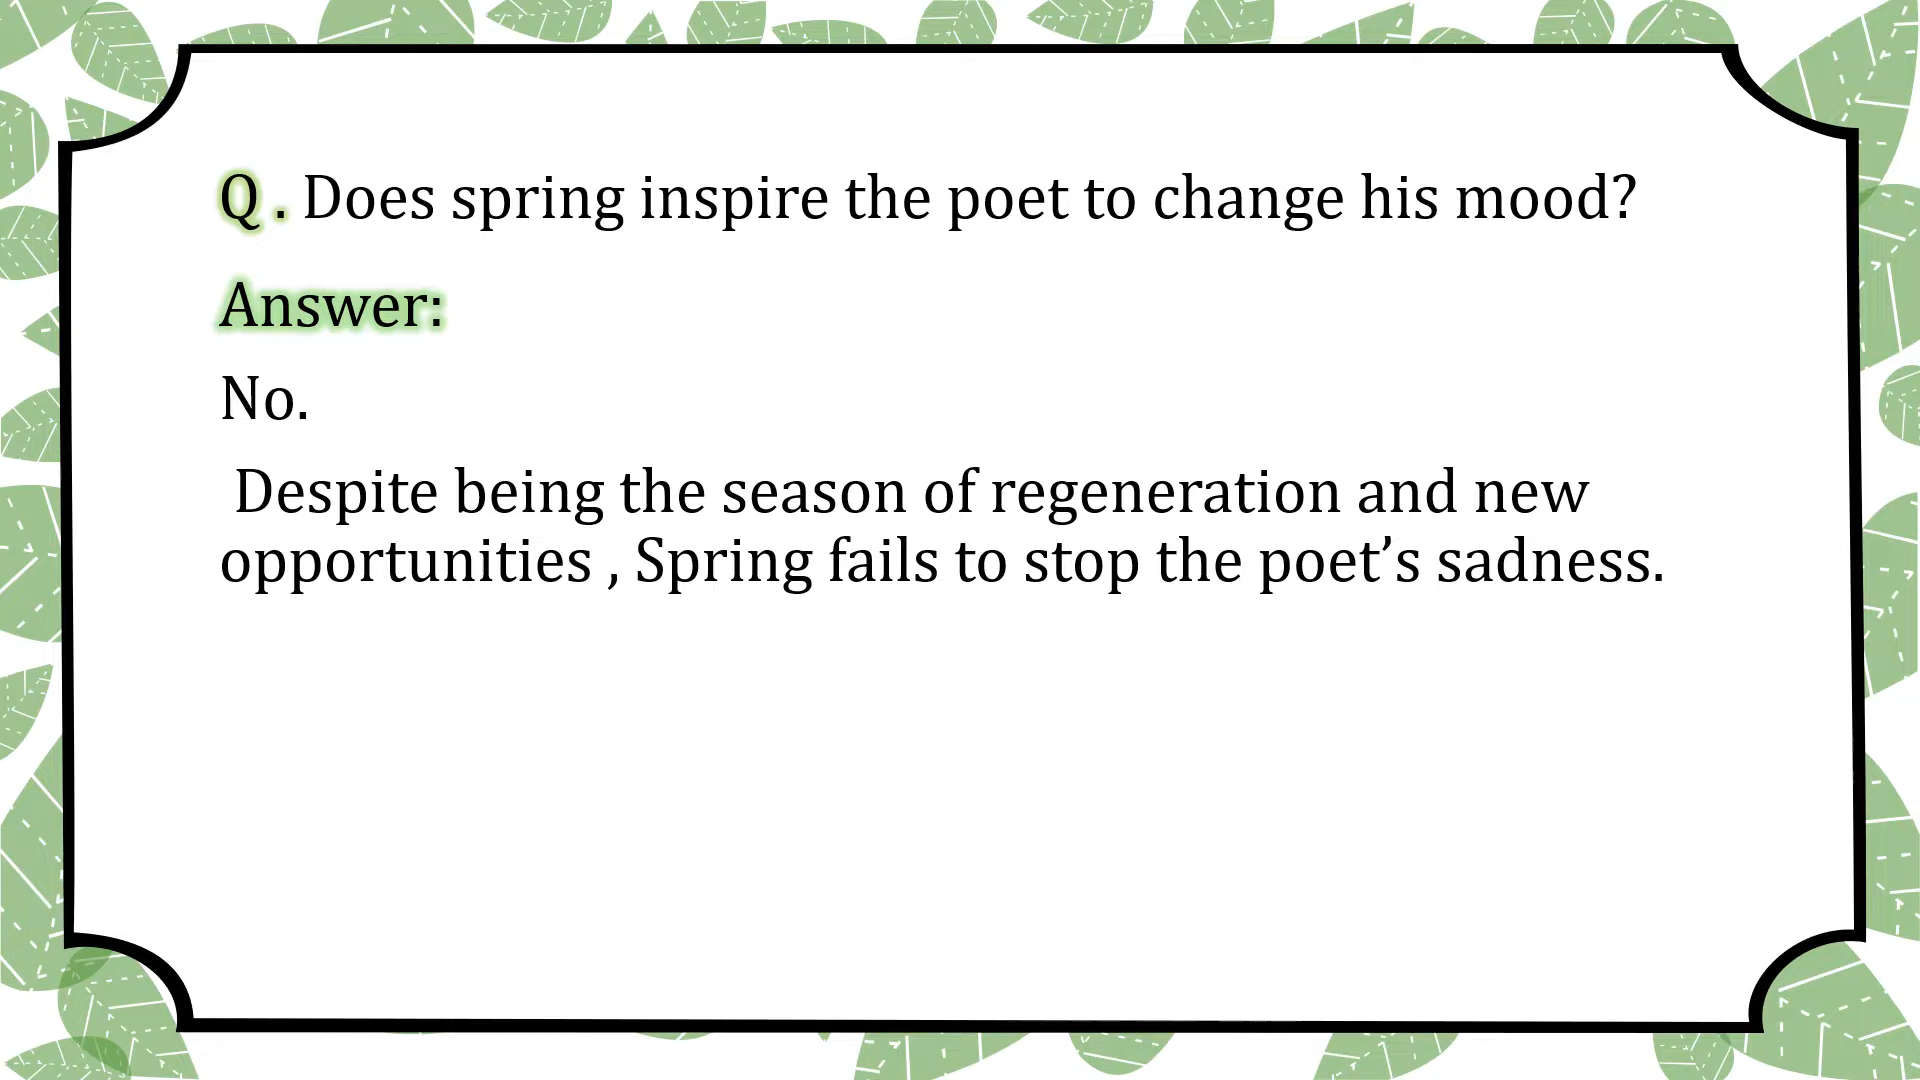 Q . Does spring inspire the poet to change his mood?
Answer:
No.
Despite being the season of regeneration and new
opportunities , Spring fails to stop the poet’s sadness.